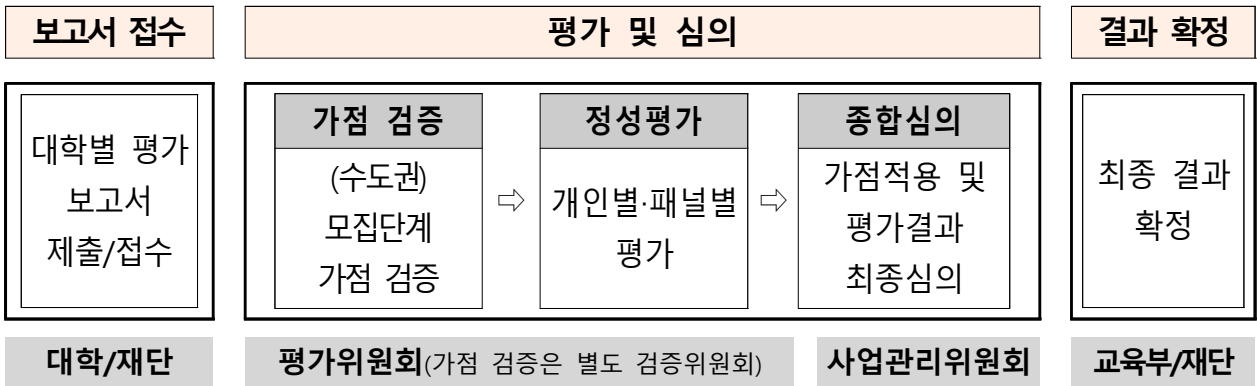 보고서 접수
평가 및 심의
결과 확정
대학별 평가
보고서
제출/접수
가점 검증
(수도권)
모집단계
가점 검증
⇨
정성평가
개인별·패널별
평가
⇨
종합심의
가점적용 및
평가결과
최종심의
최종 결과
확정
대학/재단
평가위원회(가점 검증은 별도 검증위원회)
사업관리위원회
교육부/재단